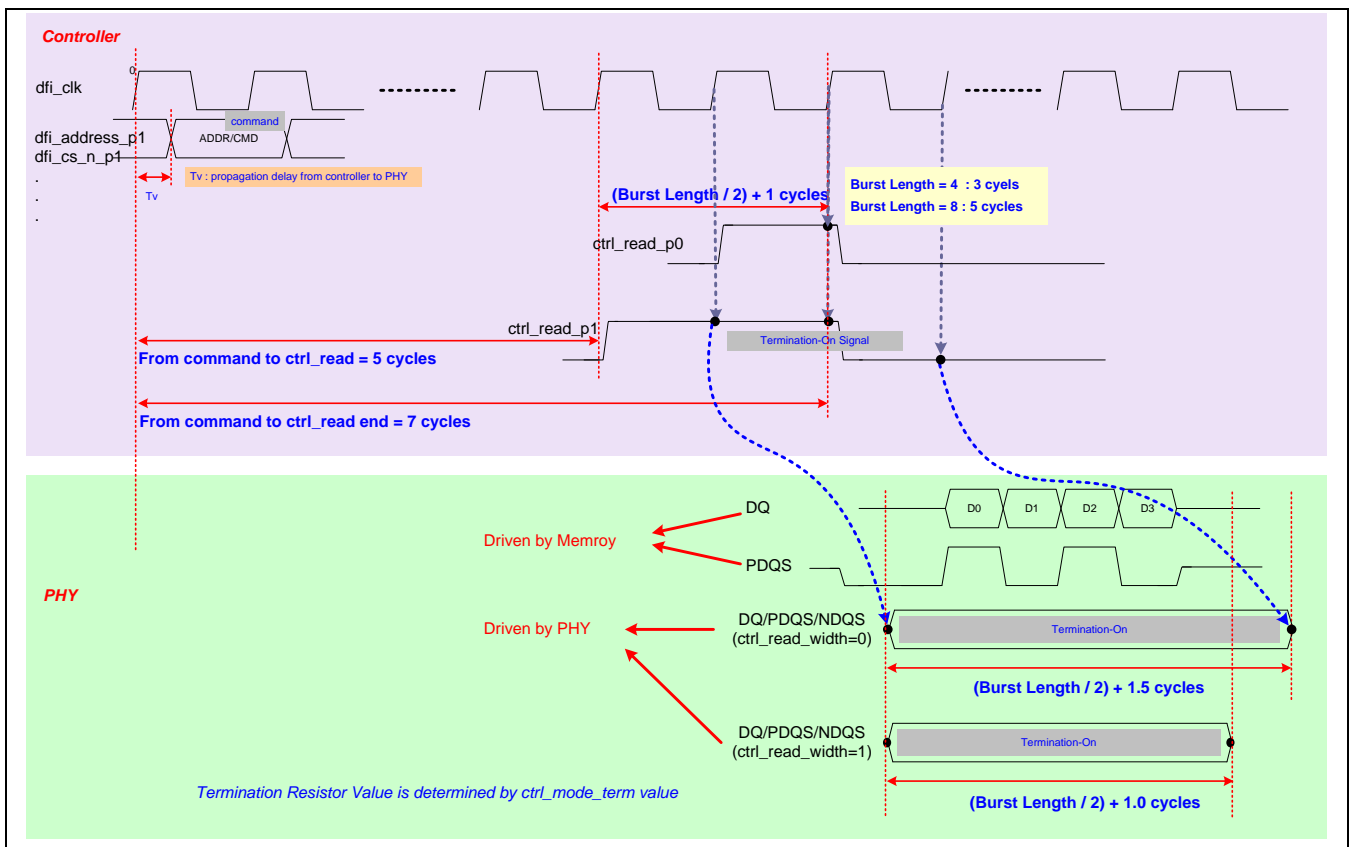 Controller
0
dfi_clk
command
dfi_address_p1
ADDR/CMD
dfi_cs_n_p1
.
.
.
Tv : propagation delay from controller to PHY
Tv
(Burst Length / 2) + 1 cycles
Burst Length = 4 : 3 cyels
Burst Length = 8 : 5 cycles
ctrl_read_p0
ctrl_read_p1
Termination-On Signal
From command to ctrl_read = 5 cycles
From command to ctrl_read end = 7 cycles
DQ
D0 D1 D2 D3
Driven by Memroy
PDQS
PHY
Driven by PHY
DQ/PDQS/NDQS
(ctrl_read_width=0)
Termination-On
(Burst Length / 2) + 1.5 cycles
DQ/PDQS/NDQS
(ctrl_read_width=1)
Termination-On
(Burst Length / 2) + 1.0 cycles
Termination Resistor Value is determined by ctrl_mode_term value